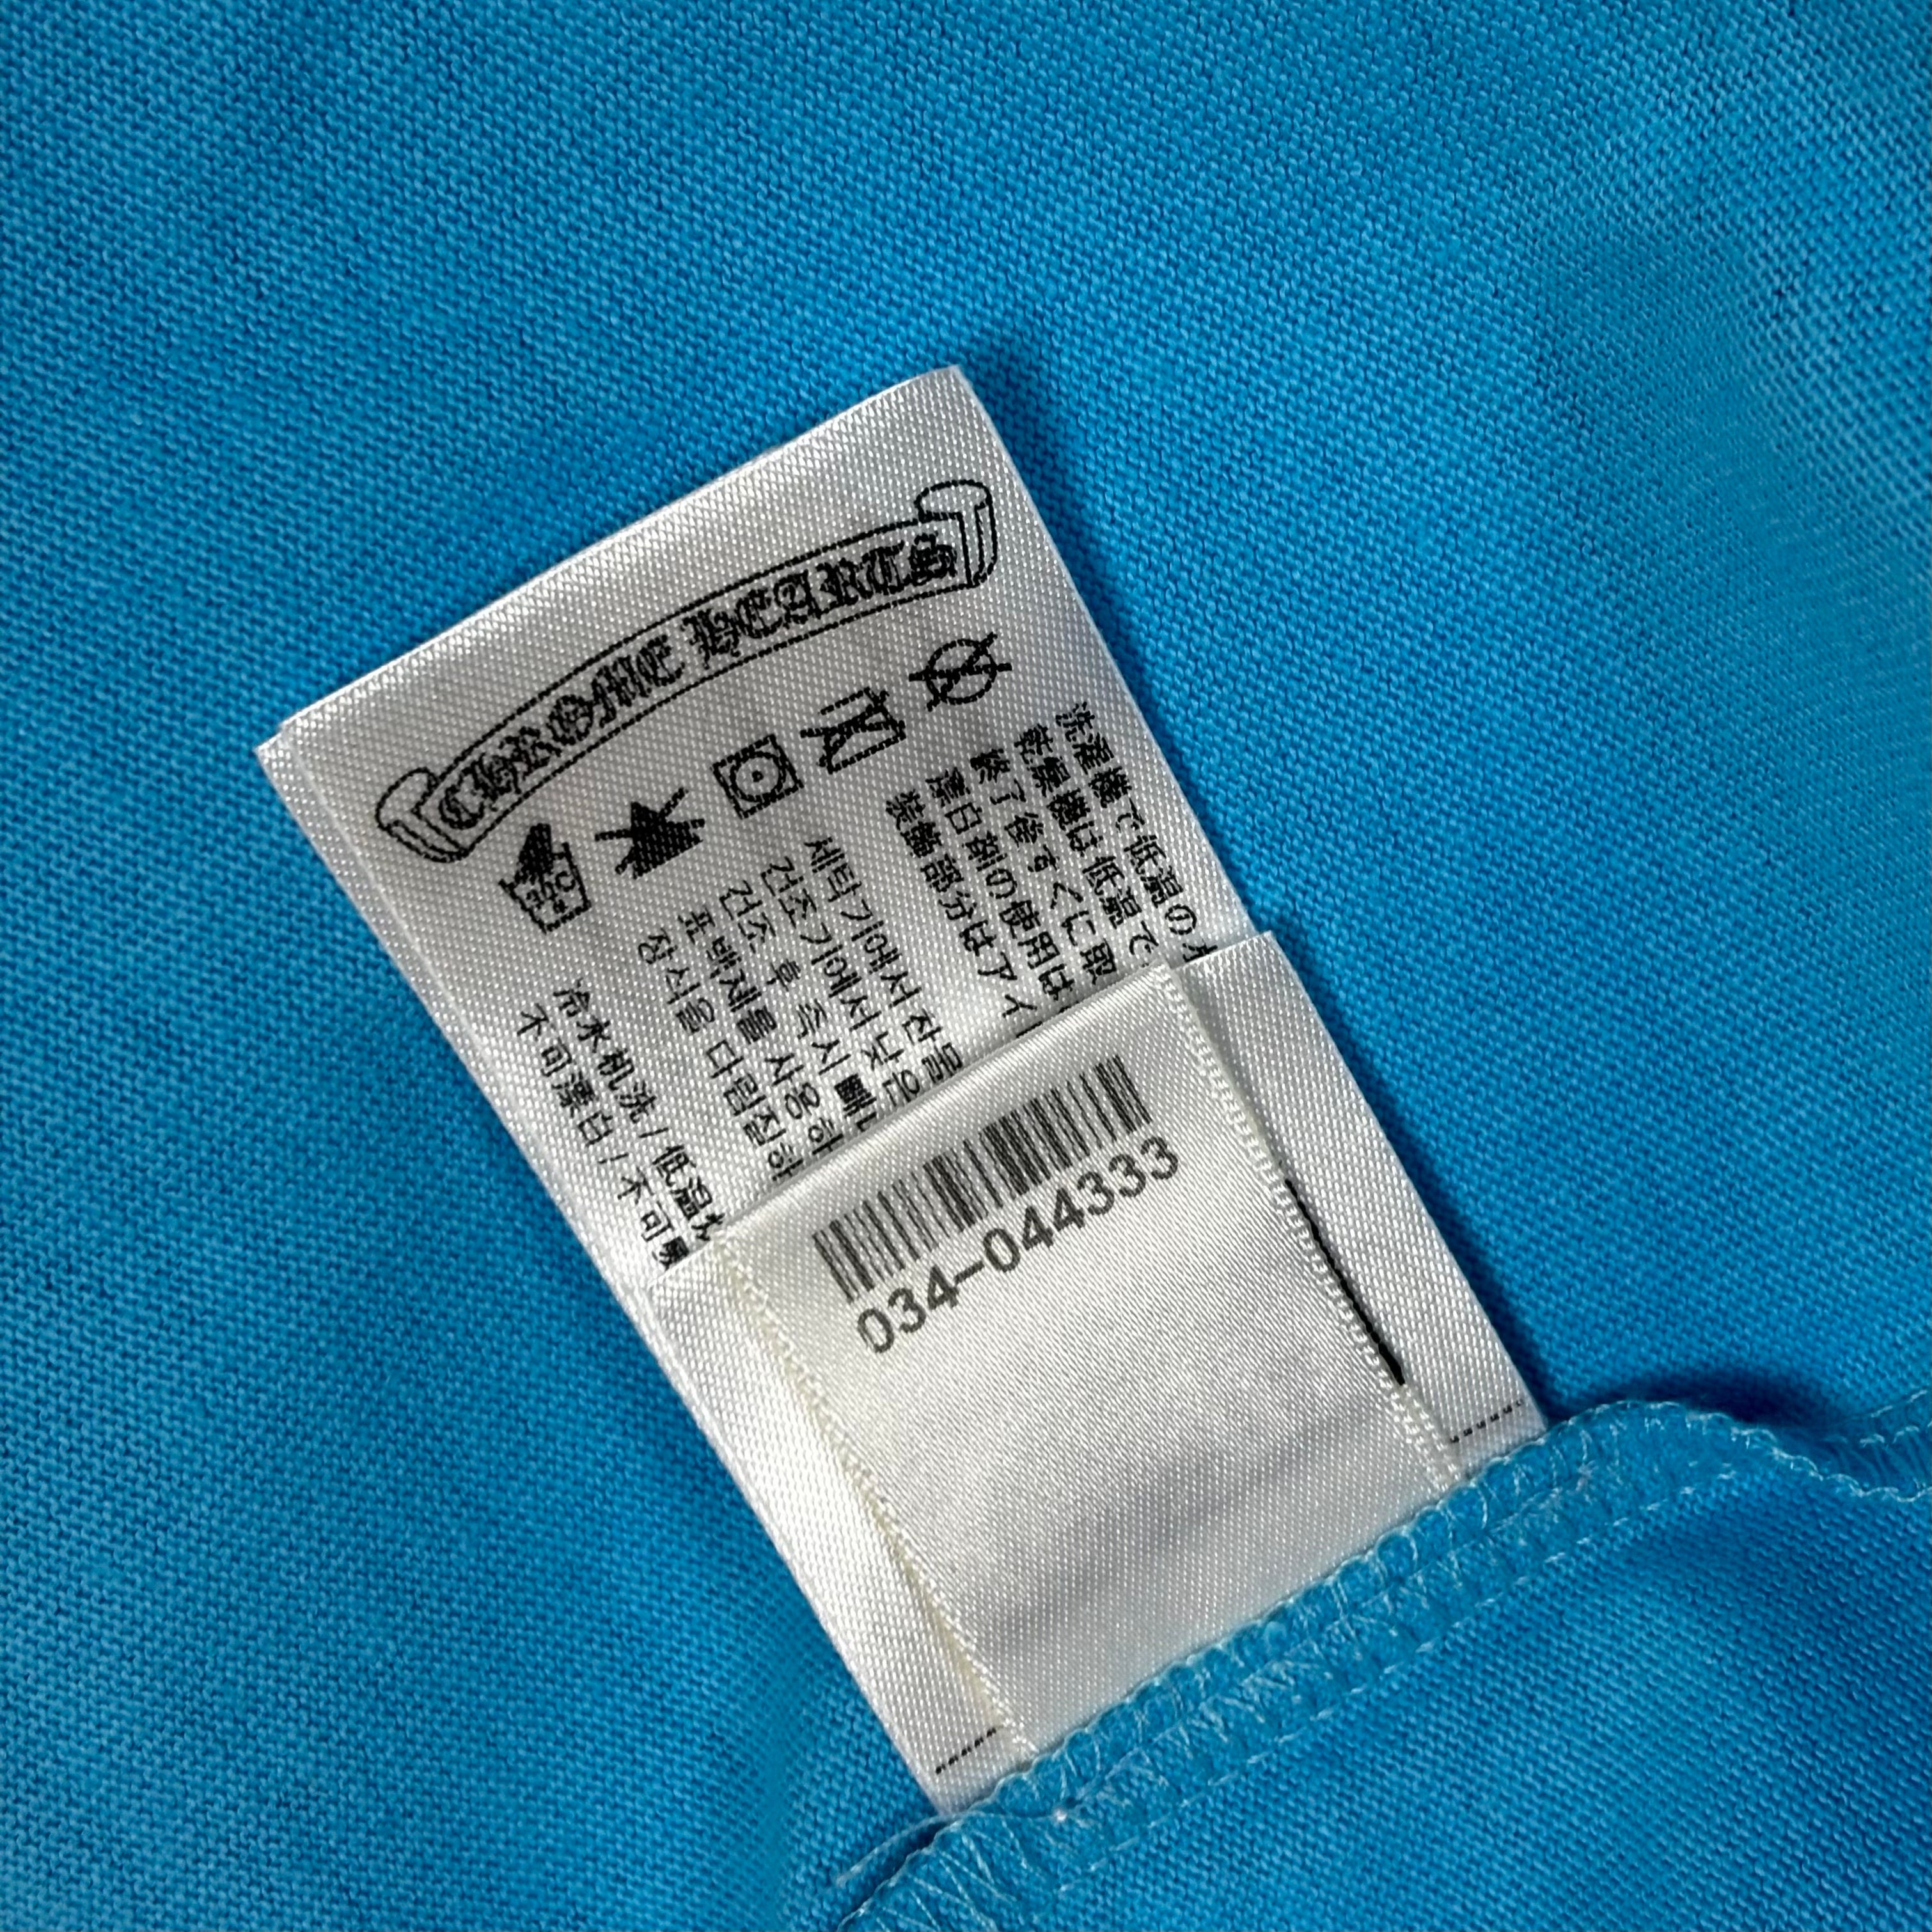 CHROME HEARTS
洗濯機で低温の
乾燥機は低温で
終了後すぐに取
漂白剤の使用は
装飾部分はアイ
세탁기에서 찬물
건조기에서 낮은
건조 후 즉시 빼
표백제를 사용하
장식을 다림질하
冷水机洗/低温
不可漂白/不可
034-044333